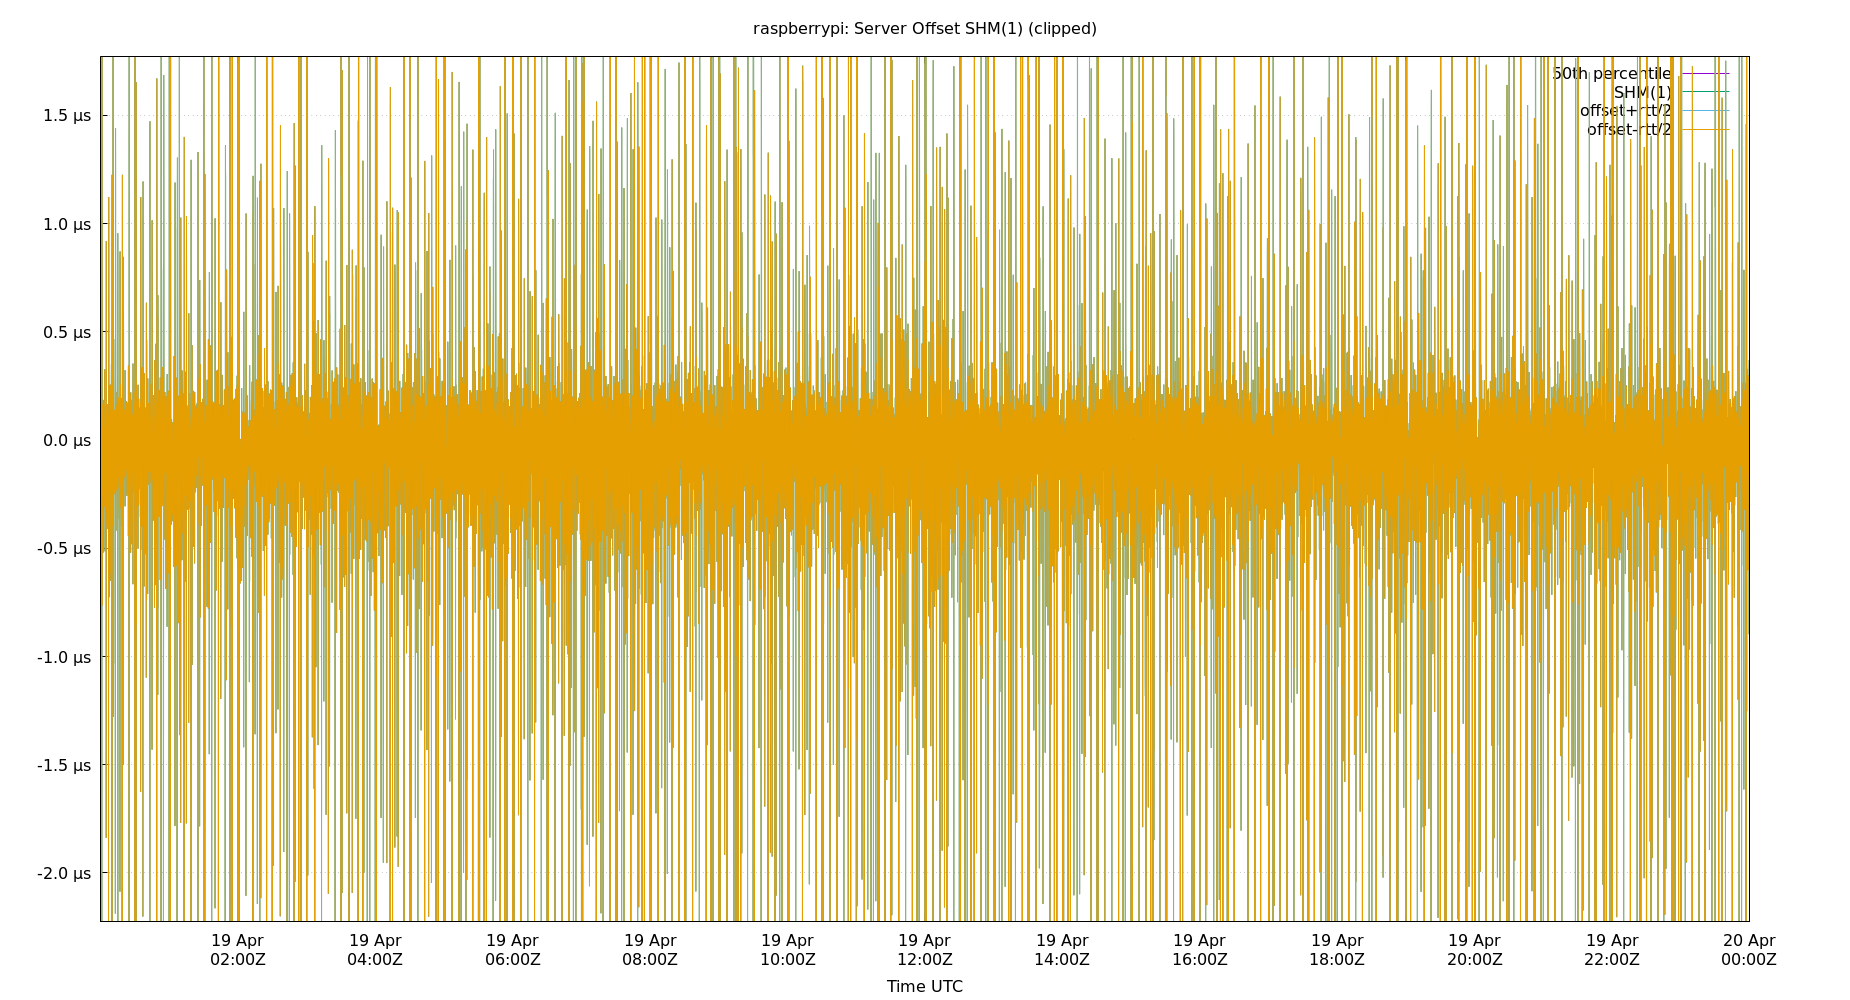 raspberrypi: Server Offset SHM(1) (clipped)
50th percentile
SHM(1)
offset+rtt/2
offset-rtt/2
1.5 µs
1.0 µs
0.5 µs
0.0 µs
-0.5 µs
-1.0 µs
-1.5 µs
-2.0 µs
19 Apr 19 Apr 19 Apr 19 Apr 19 Apr 19 Apr 19 Apr 19 Apr 19 Apr 19 Apr 19 Apr 20 Apr
02:00Z 04:00Z 06:00Z 08:00Z 10:00Z 12:00Z 14:00Z 16:00Z 18:00Z 20:00Z 22:00Z 00:00Z
Time UTC